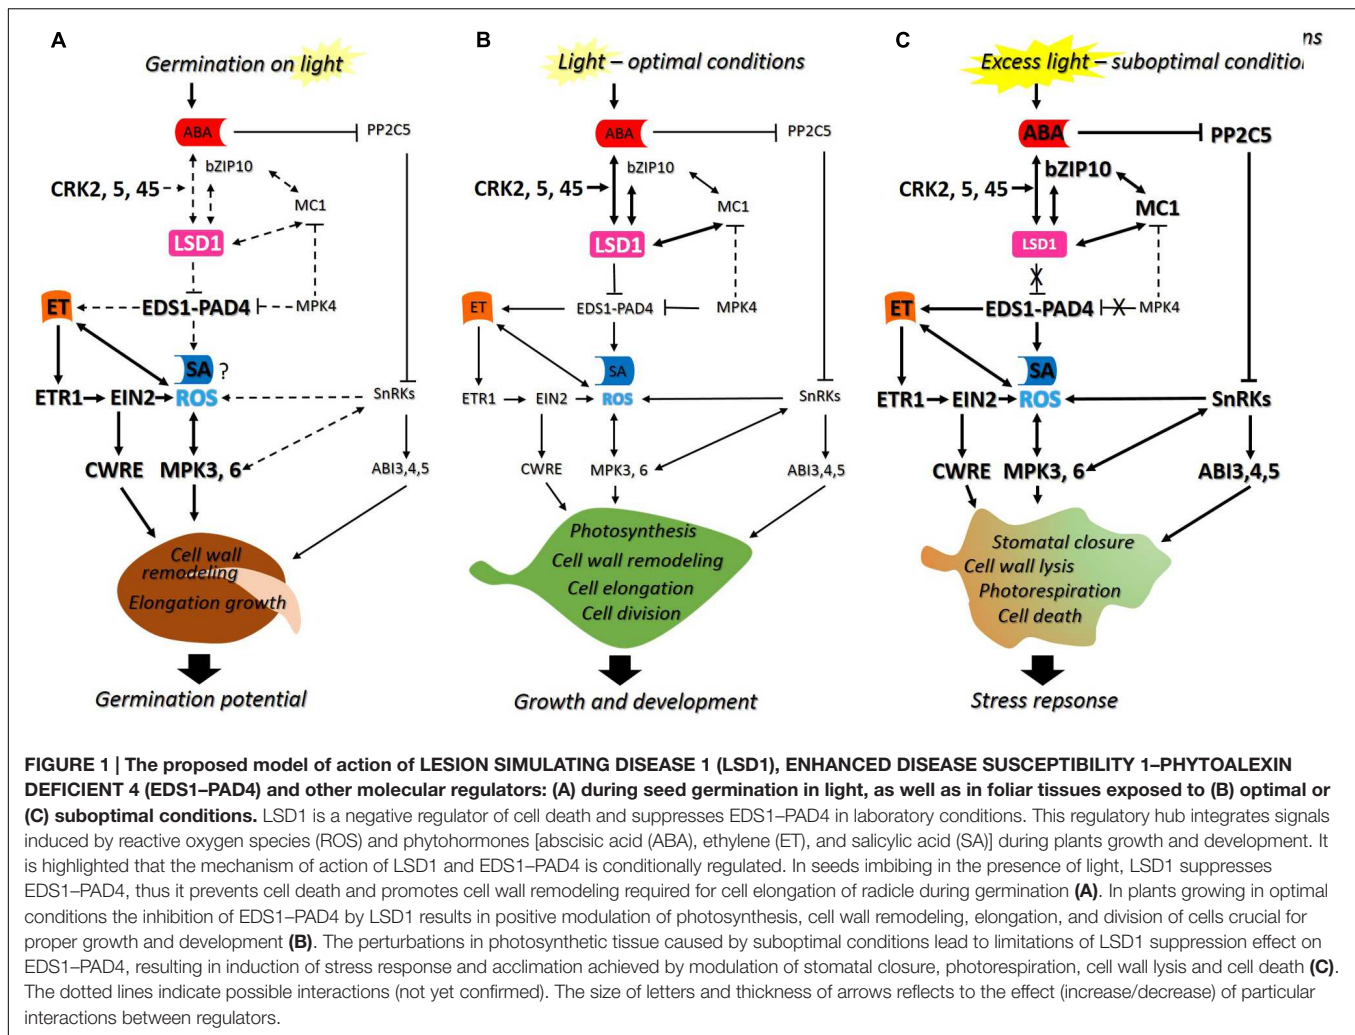 A
Germination on light
ABA
PP2C5
bZIP10
CRK2, 5, 45
MC1
LSD1
ET
EDS1-PAD4
MPK4
SA ?
ETR1
EIN2
ROS
SnRKs
CWRE
MPK3, 6
ABI3,4,5
Cell wall
remodeling
Elongation growth
Germination potential
B
Light – optimal conditions
ABA
PP2C5
bZIP10
CRK2, 5, 45
MC1
LSD1
ET
EDS1-PAD4
MPK4
SA
ETR1
EIN2
ROS
SnRKs
CWRE
MPK3, 6
ABI3,4,5
Photosynthesis
Cell wall remodeling
Cell elongation
Cell division
Growth and development
C
ns
Excess light – suboptimal conditio
ABA
PP2C5
bZIP10
CRK2, 5, 45
MC1
LSD1
ET
EDS1-PAD4
MPK4
SA
ETR1
EIN2
ROS
SnRKs
CWRE
MPK3, 6
ABI3,4,5
Stomatal closure
Cell wall lysis
Photorespiration
Cell death
Stress repsonse
FIGURE 1 | The proposed model of action of LESION SIMULATING DISEASE 1 (LSD1), ENHANCED DISEASE SUSCEPTIBILITY 1–PHYTOALEXIN
DEFICIENT 4 (EDS1–PAD4) and other molecular regulators: (A) during seed germination in light, as well as in foliar tissues exposed to (B) optimal or
(C) suboptimal conditions. LSD1 is a negative regulator of cell death and suppresses EDS1–PAD4 in laboratory conditions. This regulatory hub integrates signals
induced by reactive oxygen species (ROS) and phytohormones [abscisic acid (ABA), ethylene (ET), and salicylic acid (SA)] during plants growth and development. It
is highlighted that the mechanism of action of LSD1 and EDS1–PAD4 is conditionally regulated. In seeds imbibing in the presence of light, LSD1 suppresses
EDS1–PAD4, thus it prevents cell death and promotes cell wall remodeling required for cell elongation of radicle during germination (A). In plants growing in optimal
conditions the inhibition of EDS1–PAD4 by LSD1 results in positive modulation of photosynthesis, cell wall remodeling, elongation, and division of cells crucial for
proper growth and development (B). The perturbations in photosynthetic tissue caused by suboptimal conditions lead to limitations of LSD1 suppression effect on
EDS1–PAD4, resulting in induction of stress response and acclimation achieved by modulation of stomatal closure, photorespiration, cell wall lysis and cell death (C).
The dotted lines indicate possible interactions (not yet confirmed). The size of letters and thickness of arrows reflects to the effect (increase/decrease) of particular
interactions between regulators.